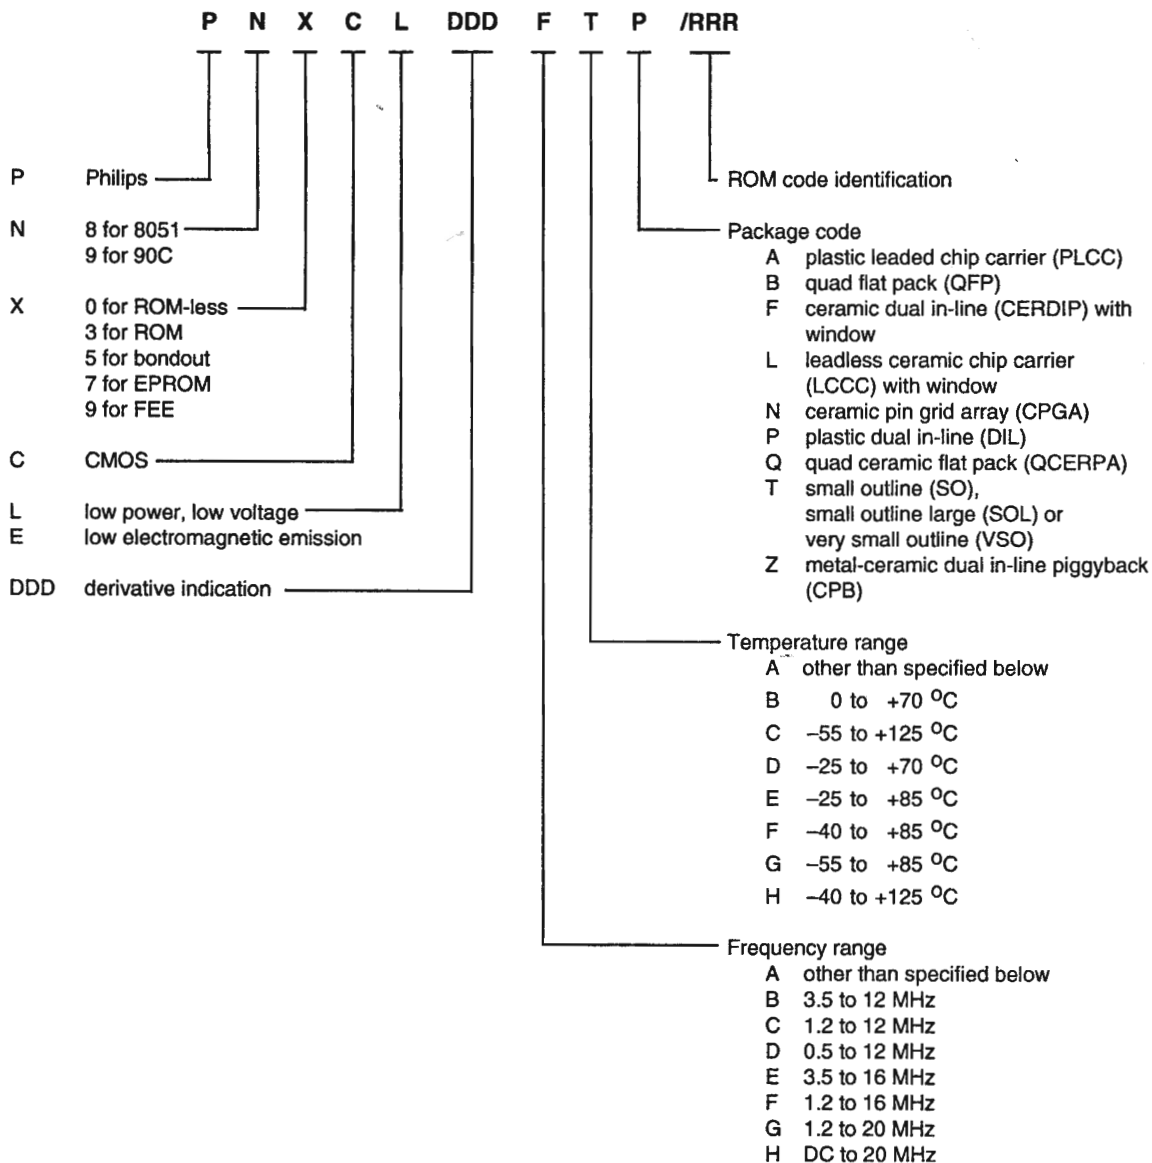 P N X C L DDD F T P /RRR
P Philips
N 8 for 8051
9 for 90C
X 0 for ROM-less
3 for ROM
5 for bondout
7 for EPROM
9 for FEE
C CMOS
L low power, low voltage
E low electromagnetic emission
DDD derivative indication
ROM code identification
Package code
A plastic leaded chip carrier (PLCC)
B quad flat pack (QFP)
F ceramic dual in-line (CERDIP) with
window
L leadless ceramic chip carrier
(LCCC) with window
N ceramic pin grid array (CPGA)
P plastic dual in-line (DIL)
Q quad ceramic flat pack (QCERPA)
T small outline (SO),
small outline large (SOL) or
very small outline (VSO)
Z metal-ceramic dual in-line piggyback
(CPB)
Temperature range
A other than specified below
B 0 to +70 ºC
C –55 to +125 ºC
D –25 to +70 ºC
E –25 to +85 ºC
F –40 to +85 ºC
G –55 to +85 ºC
H –40 to +125 ºC
Frequency range
A other than specified below
B 3.5 to 12 MHz
C 1.2 to 12 MHz
D 0.5 to 12 MHz
E 3.5 to 16 MHz
F 1.2 to 16 MHz
G 1.2 to 20 MHz
H DC to 20 MHz